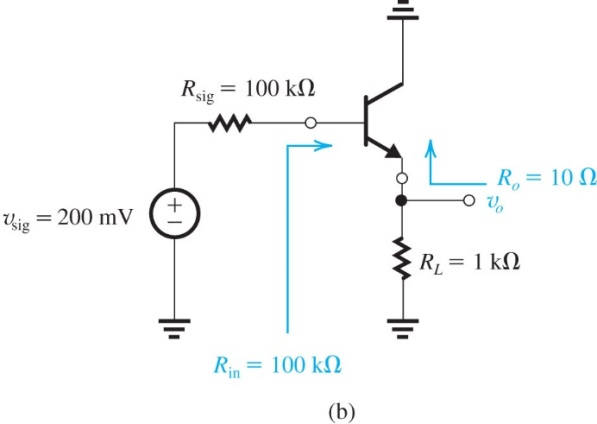 R_sig = 100 kΩ
R_o = 10 Ω
v_o
v_sig = 200 mV
+
−
R_L = 1 kΩ
R_in = 100 kΩ
(b)